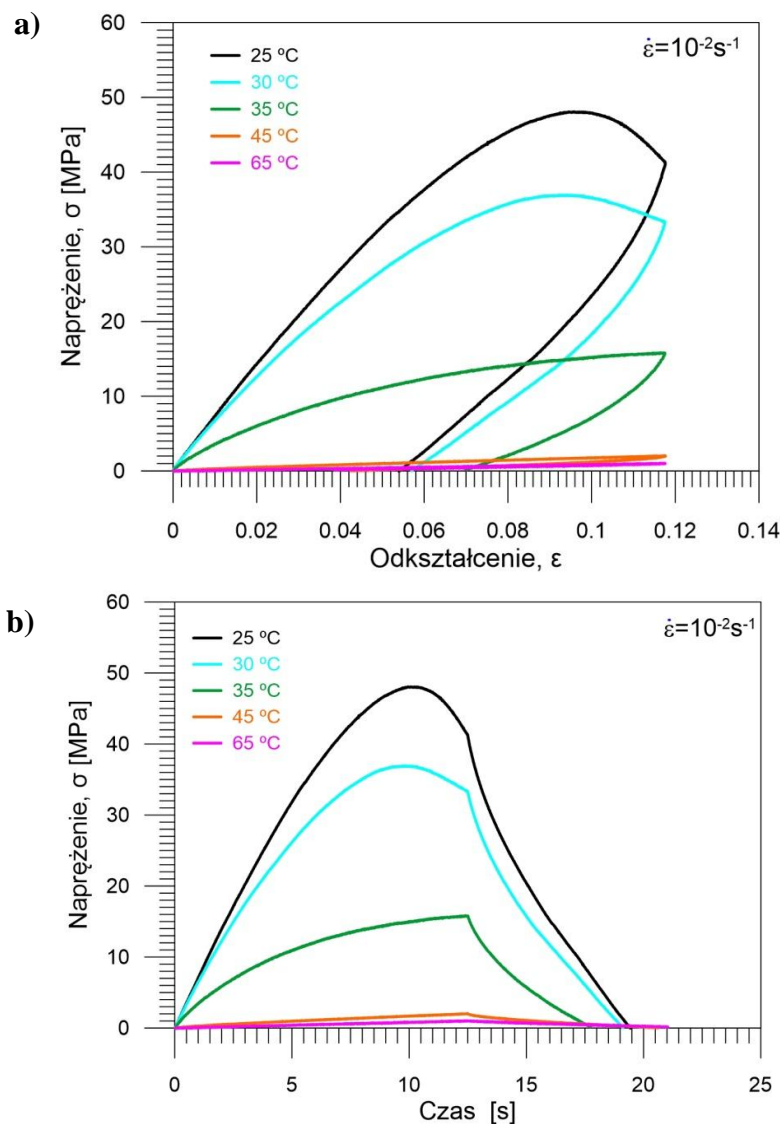 a)
60
50
40
30
20
10
0
Naprężenie, σ [MPa]
25 ºC
30 ºC
35 ºC
45 ºC
65 ºC
ε̇=10⁻²s⁻¹
0 0.02 0.04 0.06 0.08 0.1 0.12 0.14
Odkształcenie, ε
b)
60
50
40
30
20
10
0
Naprężenie, σ [MPa]
25 ºC
30 ºC
35 ºC
45 ºC
65 ºC
ε̇=10⁻²s⁻¹
0 5 10 15 20 25
Czas [s]